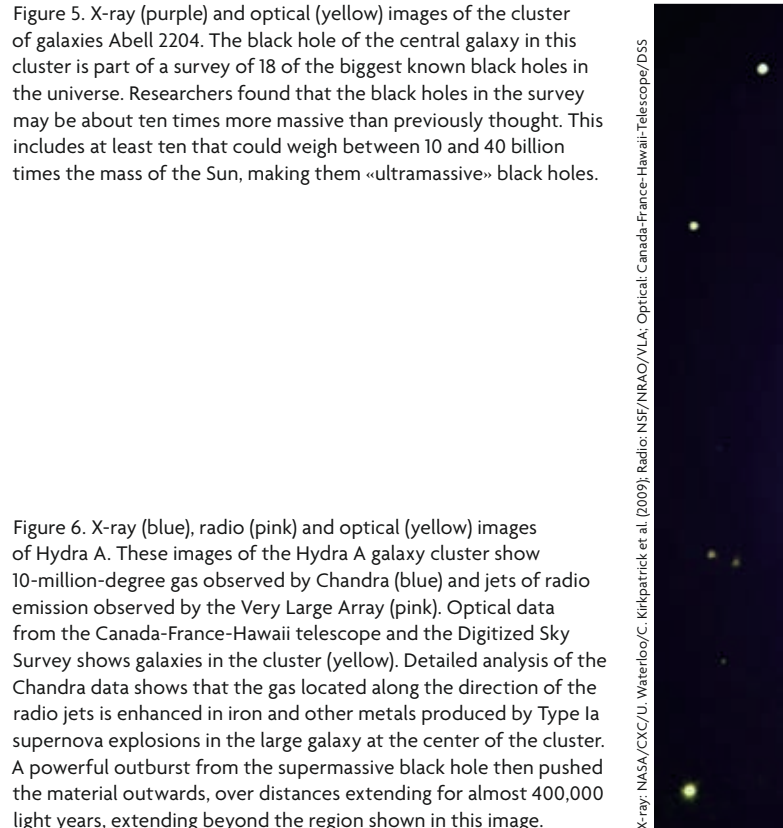 Figure 5. X-ray (purple) and optical (yellow) images of the cluster
of galaxies Abell 2204. The black hole of the central galaxy in this
cluster is part of a survey of 18 of the biggest known black holes in
the universe. Researchers found that the black holes in the survey
may be about ten times more massive than previously thought. This
includes at least ten that could weigh between 10 and 40 billion
times the mass of the Sun, making them «ultramassive» black holes.
Figure 6. X-ray (blue), radio (pink) and optical (yellow) images
of Hydra A. These images of the Hydra A galaxy cluster show
10-million-degree gas observed by Chandra (blue) and jets of radio
emission observed by the Very Large Array (pink). Optical data
from the Canada-France-Hawaii telescope and the Digitized Sky
Survey shows galaxies in the cluster (yellow). Detailed analysis of the
Chandra data shows that the gas located along the direction of the
radio jets is enhanced in iron and other metals produced by Type Ia
supernova explosions in the large galaxy at the center of the cluster.
A powerful outburst from the supermassive black hole then pushed
the material outwards, over distances extending for almost 400,000
light years, extending beyond the region shown in this image.
X-ray: NASA/CXC/U. Waterloo/C. Kirkpatrick et al. (2009); Radio: NSF/NRAO/VLA; Optical: Canada-France-Hawaii-Telescope/DSS